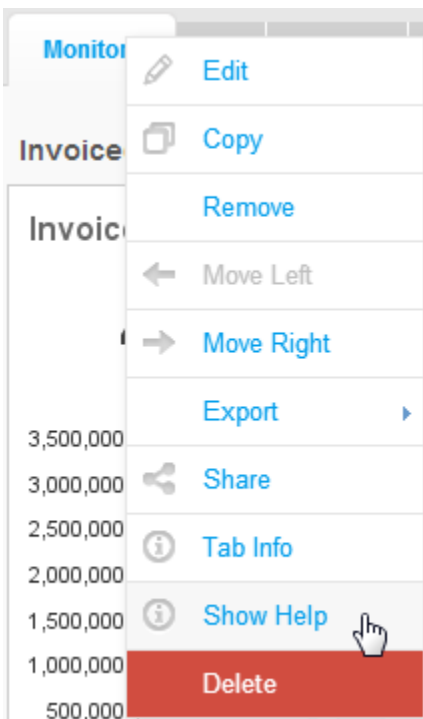 Monitor
Edit
Copy
Invoice
Remove
Invoic
Move Left
Move Right
Export
3,500,000
Share
3,000,000
2,500,000
Tab Info
2,000,000
Show Help
1,500,000
1,000,000
Delete
500,000